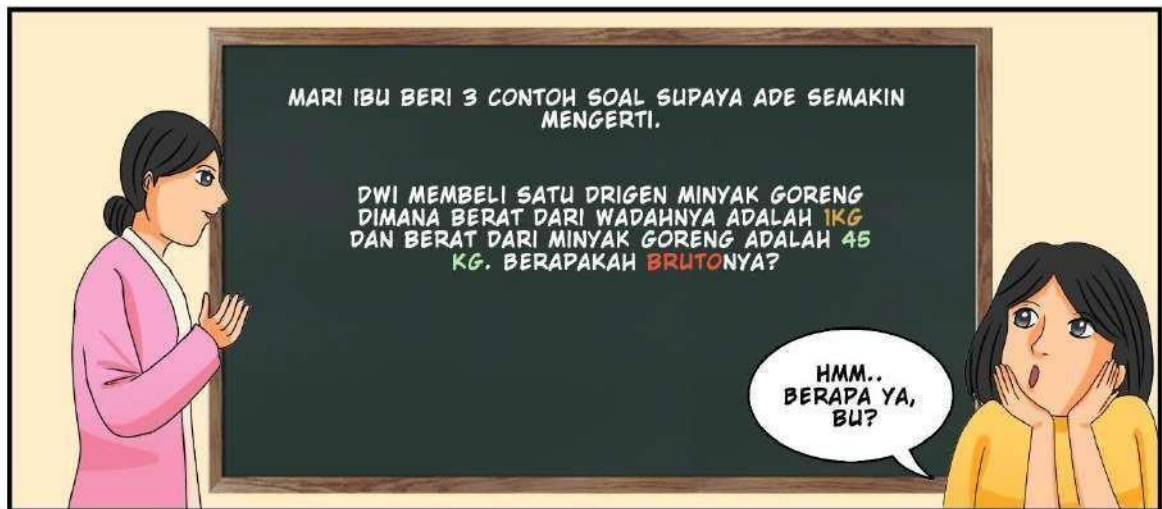 MARI IBU BERI 3 CONTOH SOAL SUPAYA ADE SEMAKIN
MENGERTI.
DWI MEMBELI SATU DRIGEN MINYAK GORENG
DIMANA BERAT DARI WADAHNYA ADALAH 1KG
DAN BERAT DARI MINYAK GORENG ADALAH 45
KG. BERAPAKAH BRUTONYA?
HMM..
BERAPA YA,
BU?